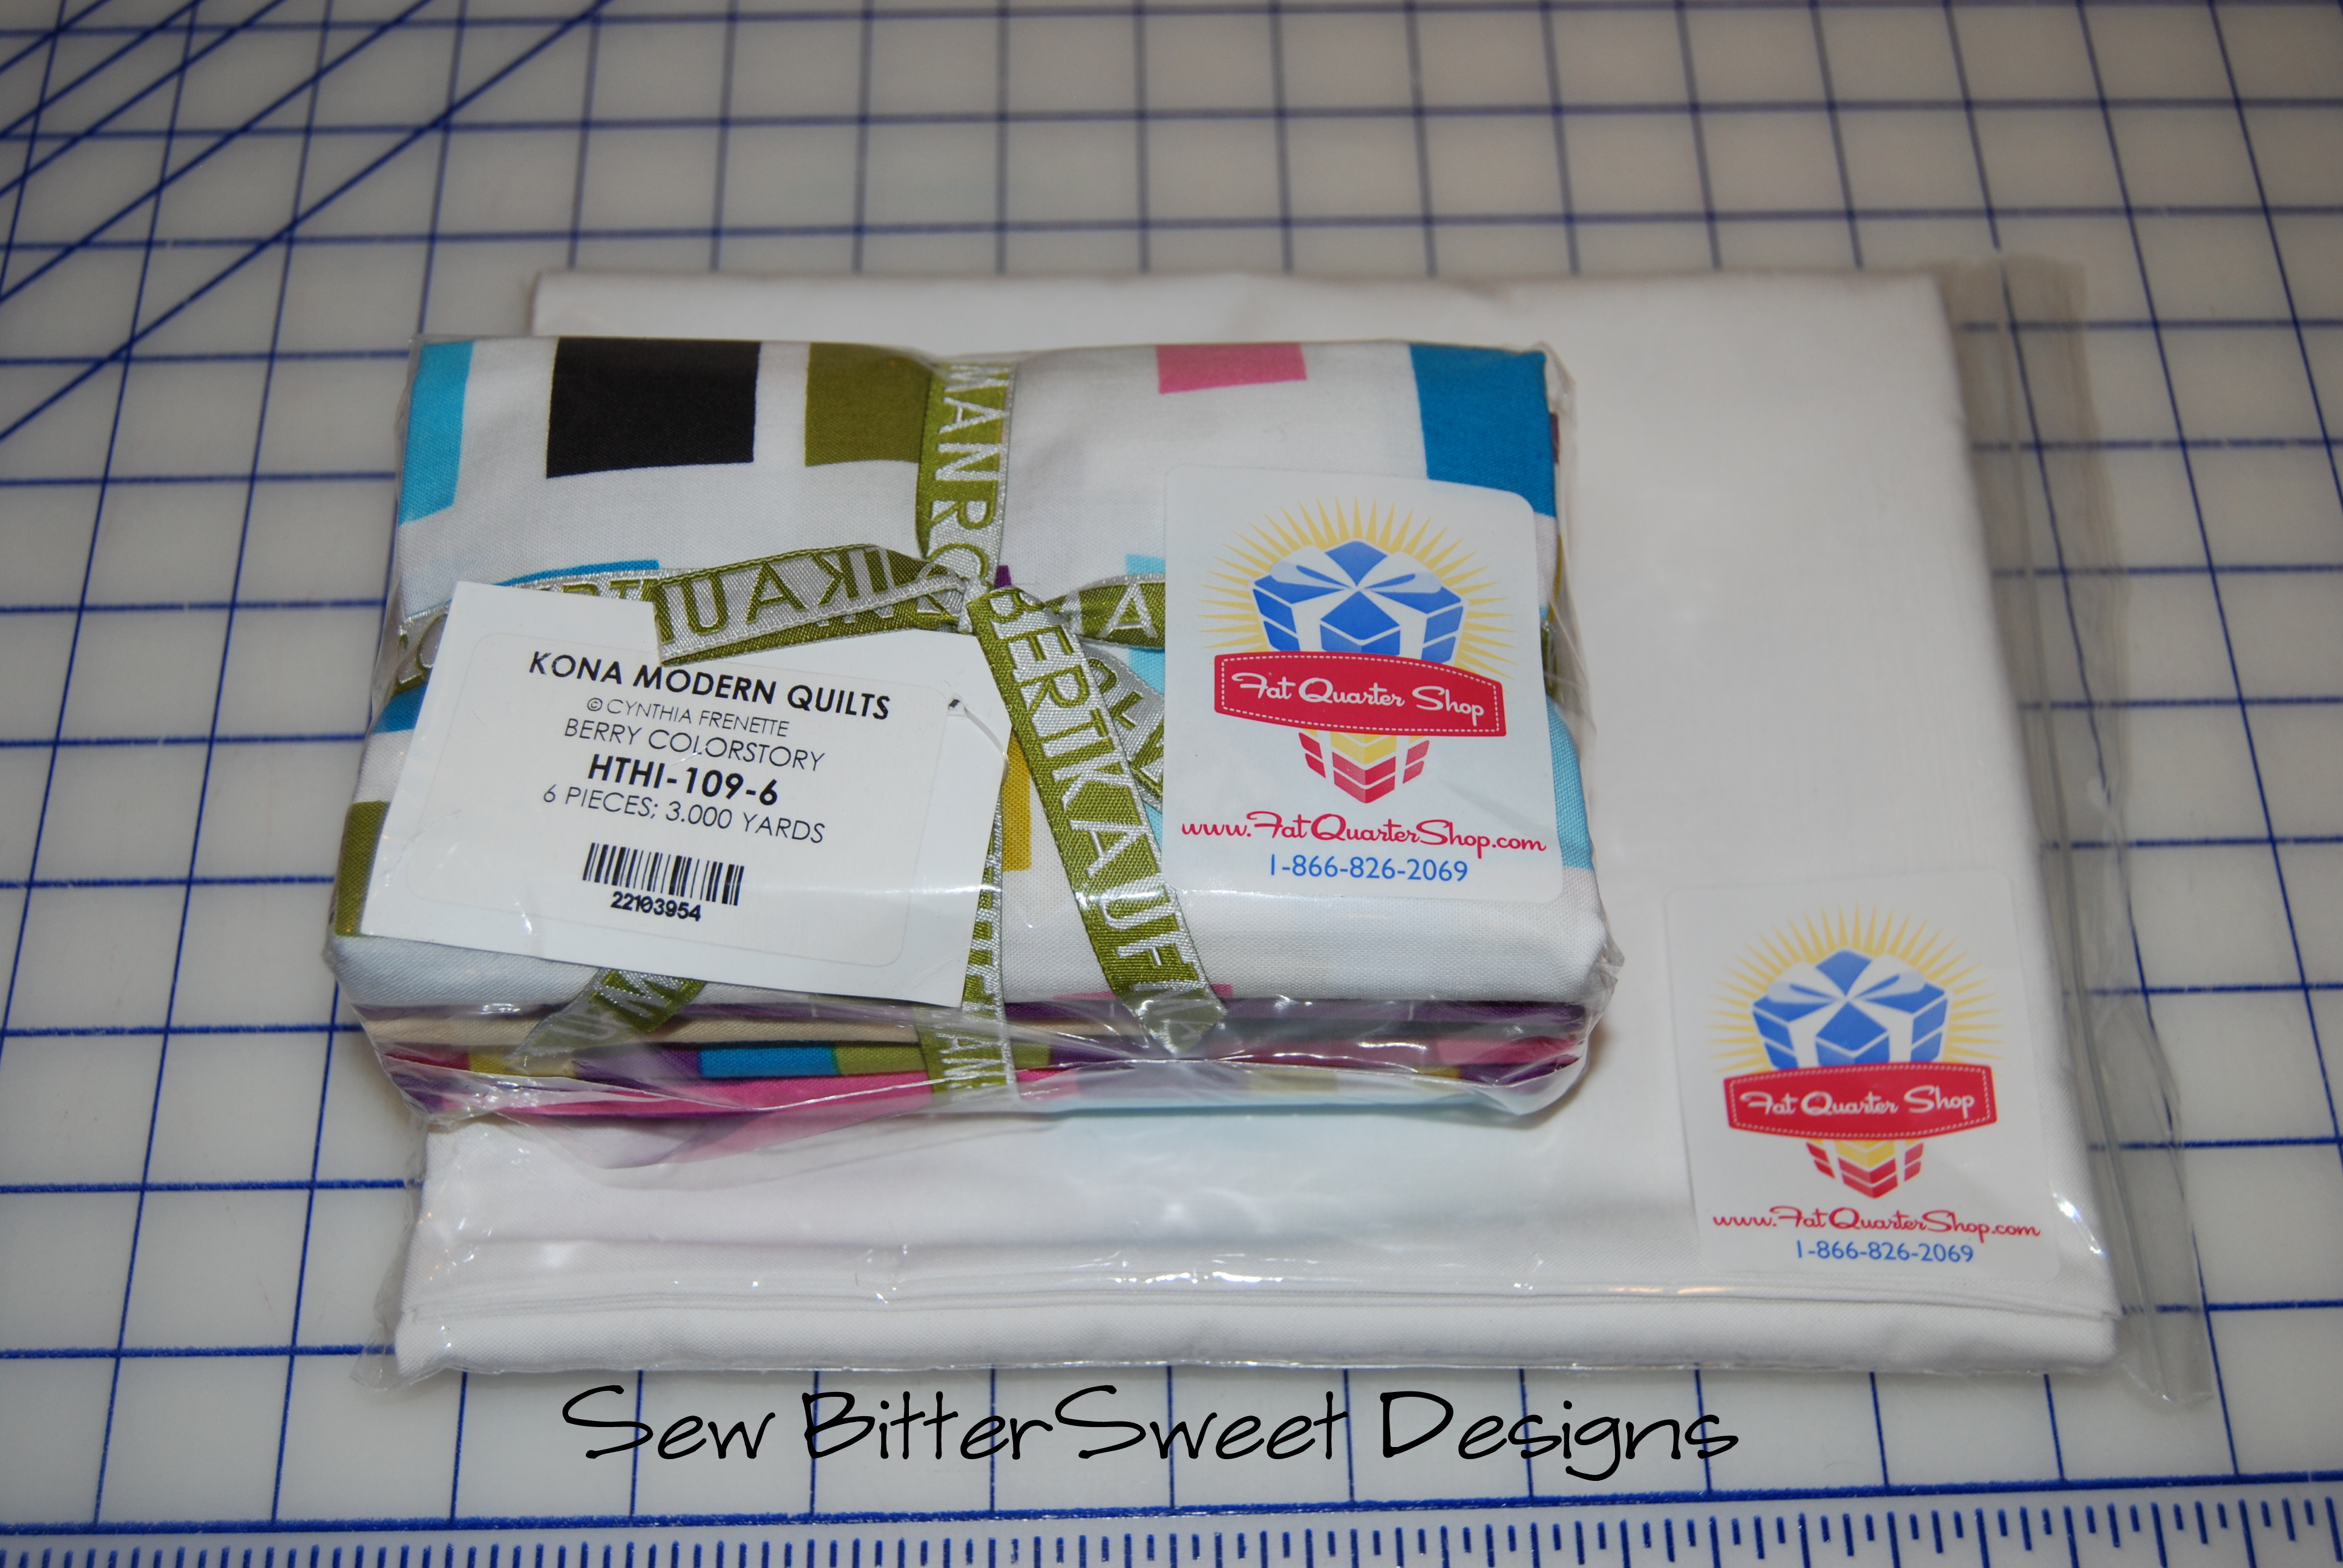 KONA MODERN QUILTS
© CYNTHIA FRENETTE
BERRY COLORSTORY
HTHI-109-6
6 PIECES; 3.000 YARDS
22103954
BERTKAUF
Fat Quarter Shop
www.FatQuarterShop.com
1-866-826-2069
Fat Quarter Shop
www.FatQuarterShop.com
1-866-826-2069
Sew BitterSweet Designs